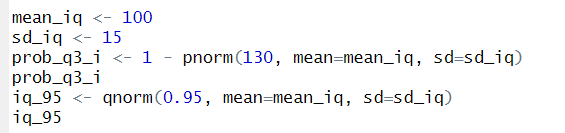 mean_iq <- 100
sd_iq <- 15
prob_q3_i <- 1 - pnorm(130, mean=mean_iq, sd=sd_iq)
prob_q3_i
iq_95 <- qnorm(0.95, mean=mean_iq, sd=sd_iq)
iq_95